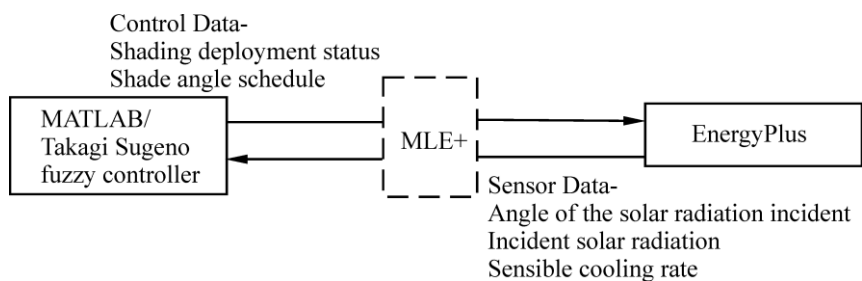 Control Data-
Shading deployment status
Shade angle schedule
MATLAB/
Takagi Sugeno
fuzzy controller
MLE+
EnergyPlus
Sensor Data-
Angle of the solar radiation incident
Incident solar radiation
Sensible cooling rate